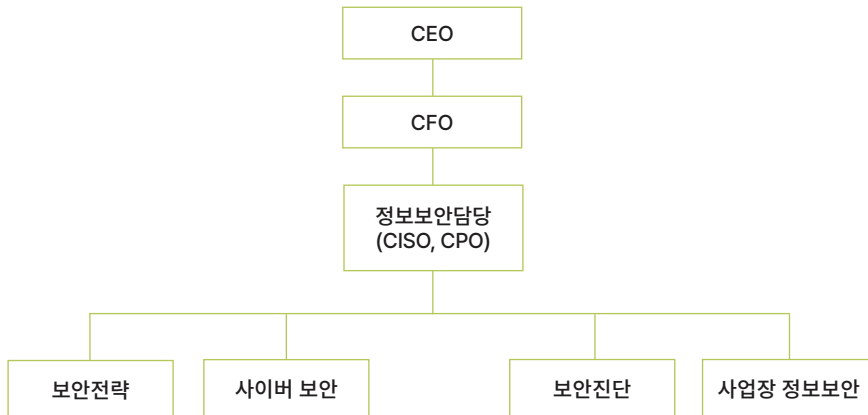 CEO
CFO
정보보안담당
(CISO, CPO)
보안전략
사이버 보안
보안진단
사업장 정보보안